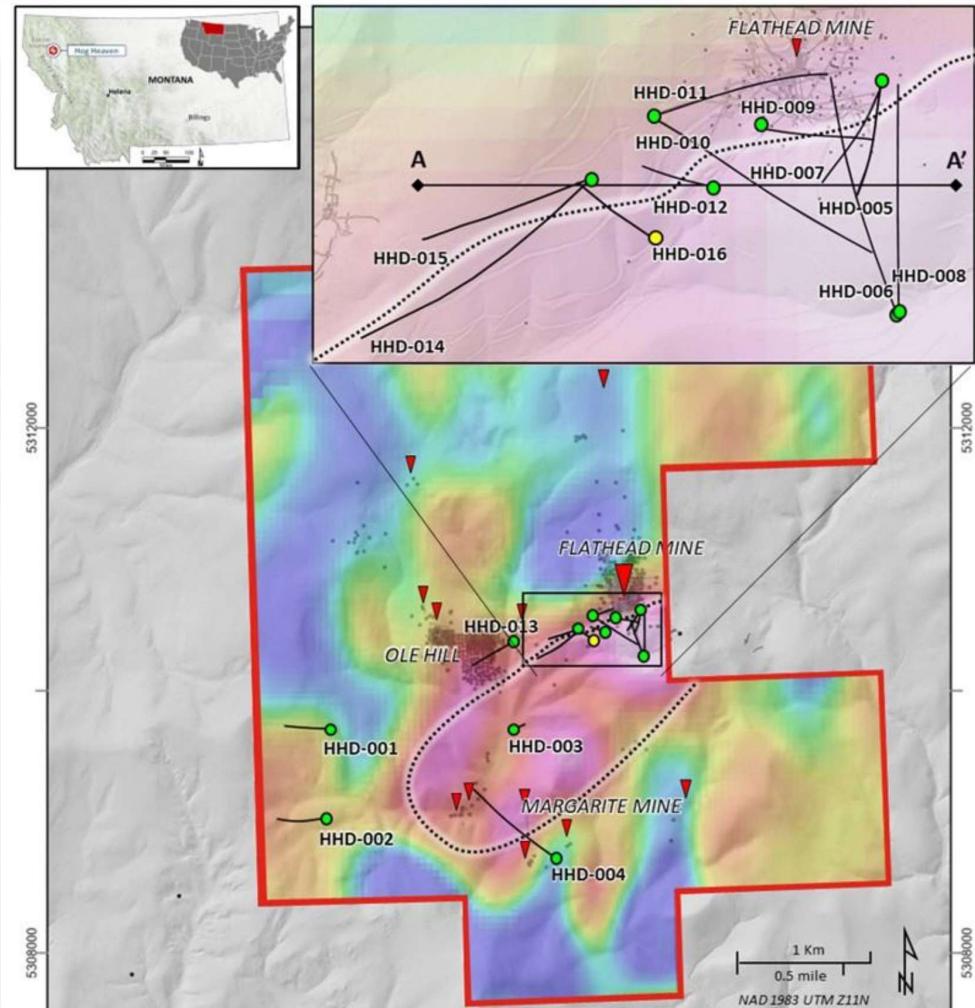 Hog Heaven
MONTANA
Helena
Billings
FLATHEAD MINE
HHD-011
HHD-009
HHD-010
A
A'
HHD-007
HHD-012
HHD-005
HHD-015
HHD-016
HHD-008
HHD-006
HHD-014
5312000
5312000
FLATHEAD MINE
HHD-013
OLE HILL
HHD-001
HHD-003
MARGARITE MINE
HHD-002
HHD-004
5308000
5308000
1 Km
0.5 mile
NAD 1983 UTM Z11N